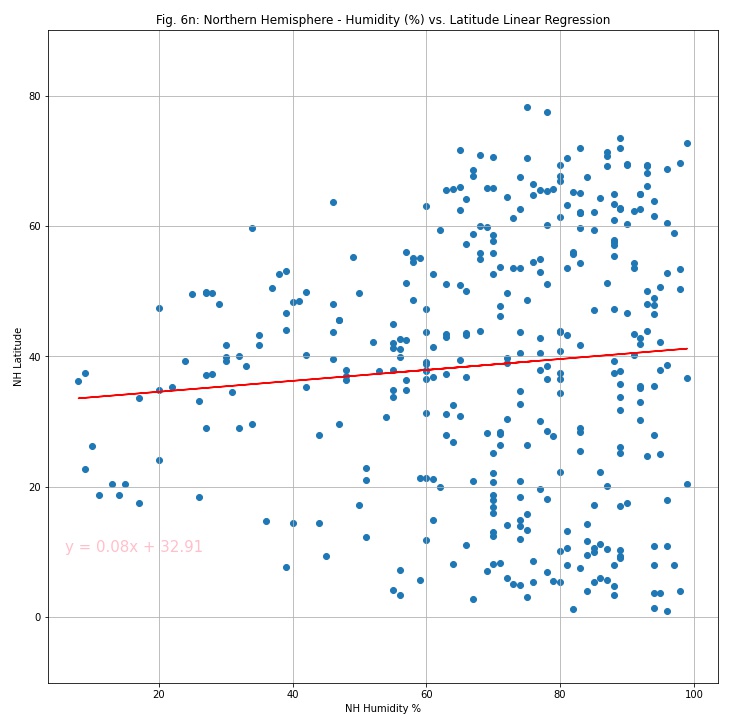 Fig. 6n: Northern Hemisphere - Humidity (%) vs. Latitude Linear Regression
80
60
40
20
0
NH Latitude
y = 0.08x + 32.91
20 40 60 80 100
NH Humidity %